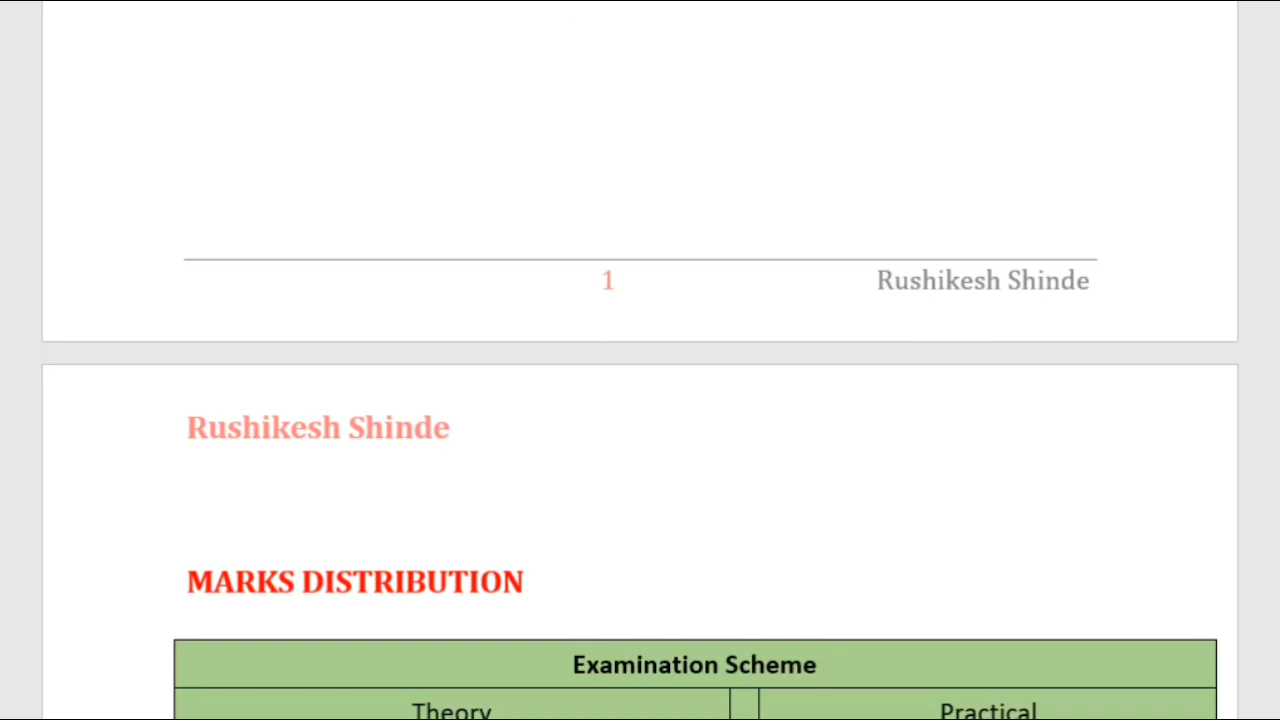 1 Rushikesh Shinde
Rushikesh Shinde
MARKS DISTRIBUTION
Examination Scheme
Theory Practical